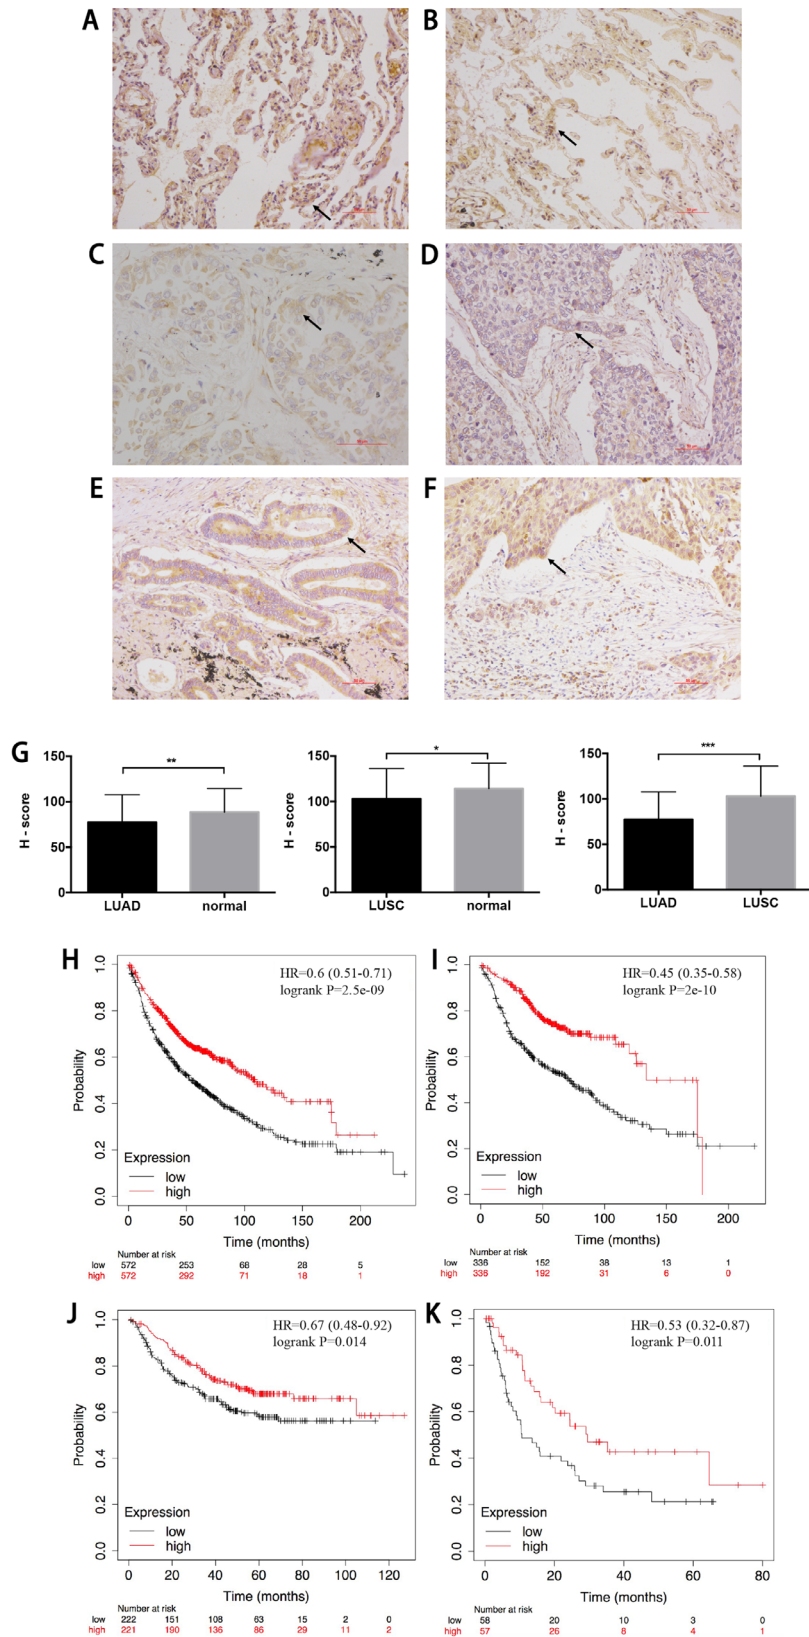 A
B
C
D
E
F
G
150
100
50
0
H - score
**
LUAD
normal
150
100
50
0
H - score
*
LUSC
normal
150
100
50
0
H - score
***
LUAD
LUSC
H
1.0
0.8
0.6
0.4
0.2
0.0
Probability
HR=0.6 (0.51-0.71)
logrank P=2.5e-09
Expression
low
high
0 50 100 150 200
Time (months)
Number at risk
low 572 253 68 28 5
high 572 292 71 18 1
I
1.0
0.8
0.6
0.4
0.2
0.0
Probability
HR=0.45 (0.35-0.58)
logrank P=2e-10
Expression
low
high
0 50 100 150 200
Time (months)
Number at risk
low 336 152 38 13 1
high 336 192 31 6 0
J
1.0
0.8
0.6
0.4
0.2
0.0
Probability
HR=0.67 (0.48-0.92)
logrank P=0.014
Expression
low
high
0 20 40 60 80 100 120
Time (months)
Number at risk
low 222 151 108 63 15 2 0
high 221 190 136 86 29 11 2
K
1.0
0.8
0.6
0.4
0.2
0.0
Probability
HR=0.53 (0.32-0.87)
logrank P=0.011
Expression
low
high
0 20 40 60 80
Time (months)
Number at risk
low 58 20 10 3 0
high 57 26 8 4 1